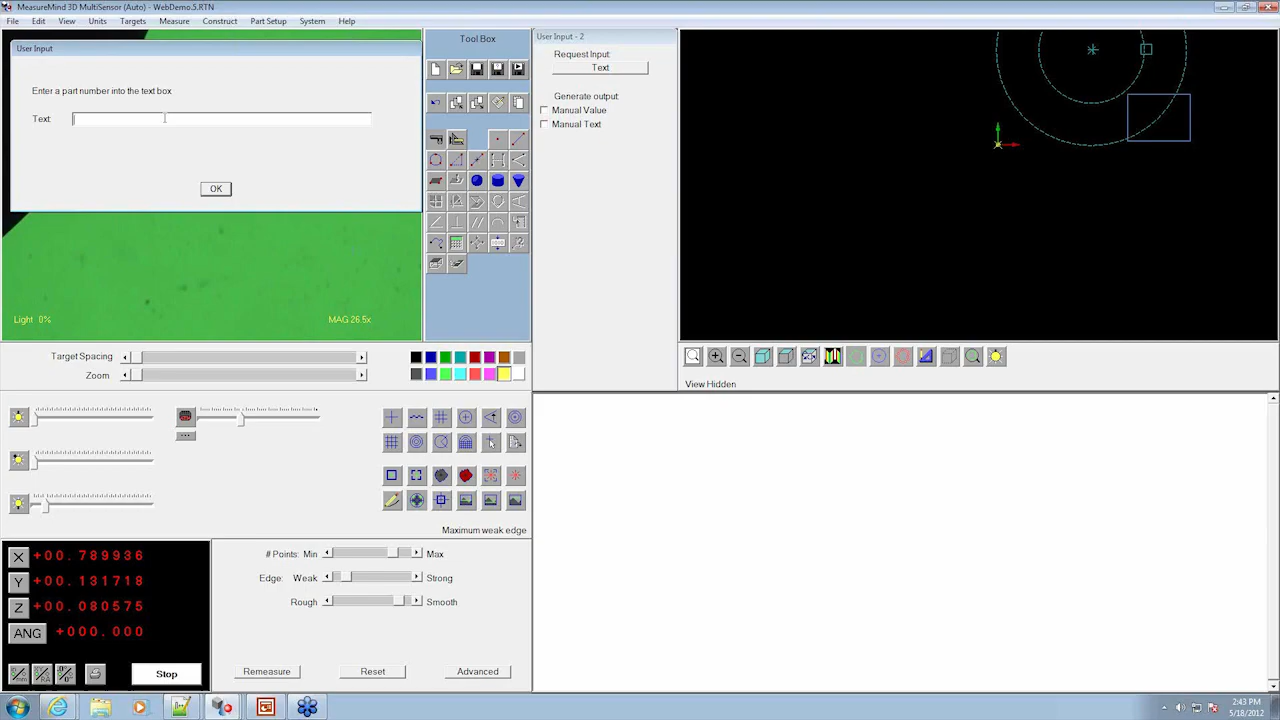 MeasureMind 3D MultiSensor (Auto) - WebDemo.5.RTN
File Edit View Units Targets Measure Construct Part Setup System Help
User Input
Enter a part number into the text box
Text:
OK
Light 0%
MAG 26.5x
Tool Box
User Input - 2
Request Input:
Text
Generate output:
Manual Value
Manual Text
View Hidden
Target Spacing
Zoom
Maximum weak edge
X +00.789936
Y +00.131718
Z +00.080575
ANG +000.000
Stop
# Points: Min Max
Edge: Weak Strong
Rough Smooth
Remeasure Reset Advanced
2:43 PM
5/18/2012